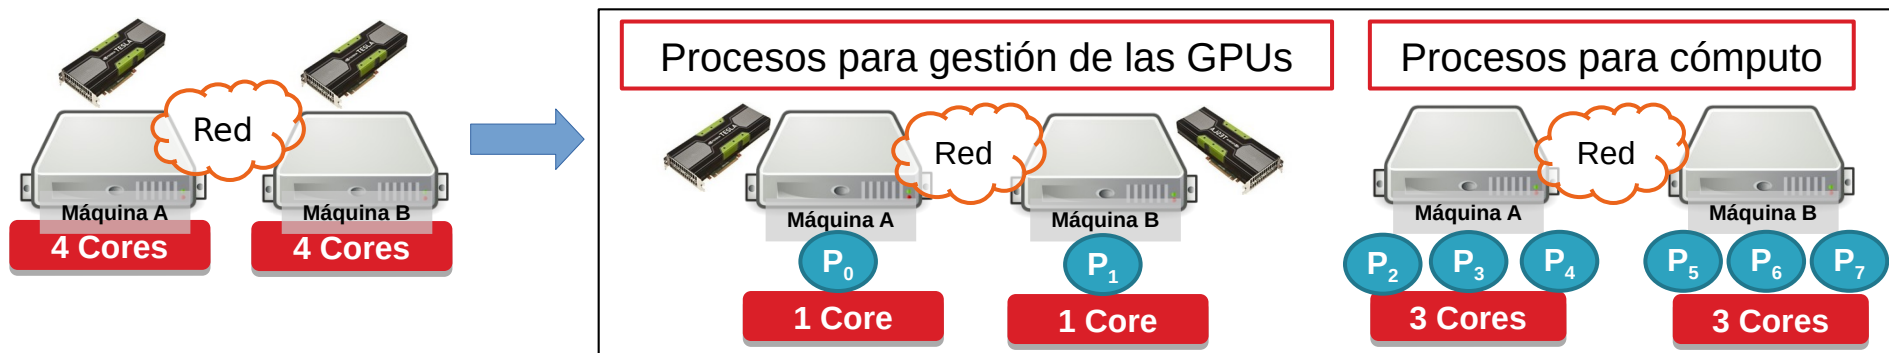 Red
Máquina A
Máquina B
4 Cores
4 Cores
Procesos para gestión de las GPUs
TESLA
TESLA
Red
Máquina A
Máquina B
P0
P1
1 Core
1 Core
Procesos para cómputo
Red
Máquina A
Máquina B
P2
P3
P4
P5
P6
P7
3 Cores
3 Cores